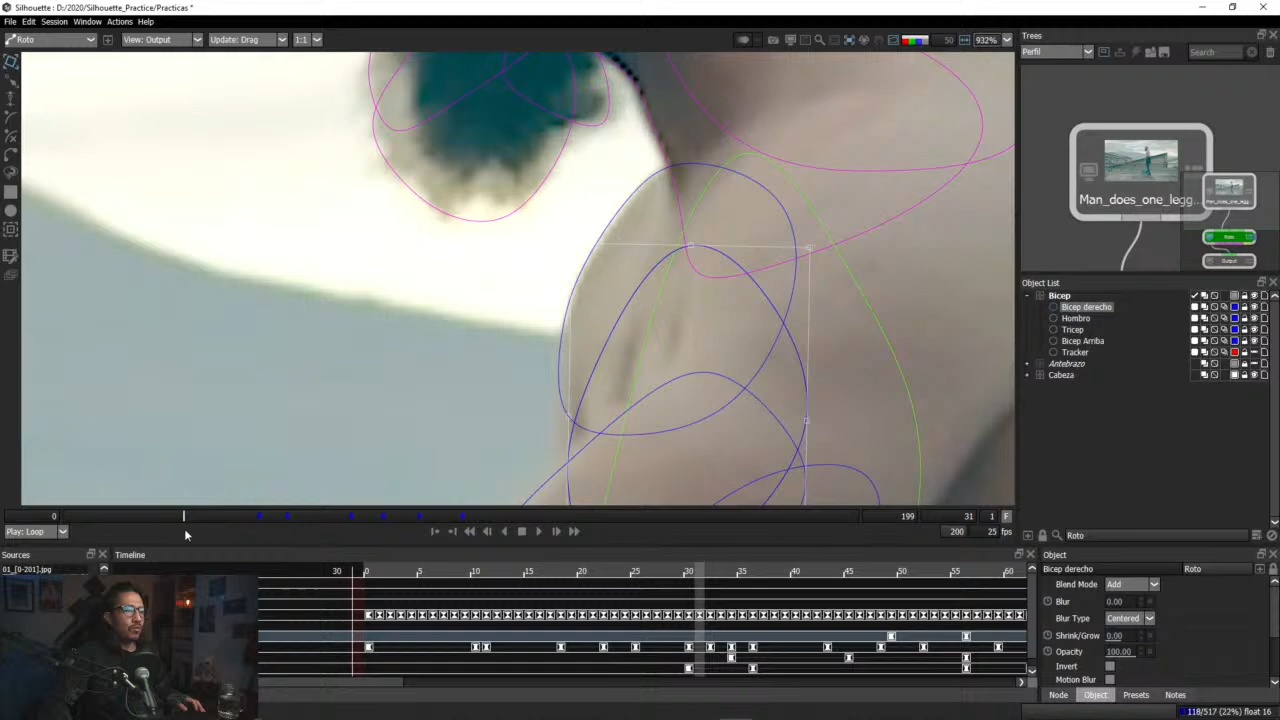 Silhouette : D:/2020/Silhouette_Practice/Practicas *
File Edit Session Window Actions Help
Roto View: Output Update: Drag 1:1 50 932%
Trees
Perfil Search
Man_does_one_legg...
Man_does_one_legg
Roto
Output
Object List
Bicep
Bicep derecho
Hombro
Tricep
Bicep Arriba
Tracker
Antebrazo
Cabeza
0 199 31 1 F
Play: Loop 200 25 fps
Roto
Sources Timeline Object
01_[0-201].jpg 30 0 5 10 15 20 25 30 35 40 45 50 55 60
Bicep derecho Roto
Blend Mode Add
Blur 0.00
Blur Type Centered
Shrink/Grow 0.00
Opacity 100.00
Invert
Motion Blur
Node Object Presets Notes
118/517 (22%) float 16